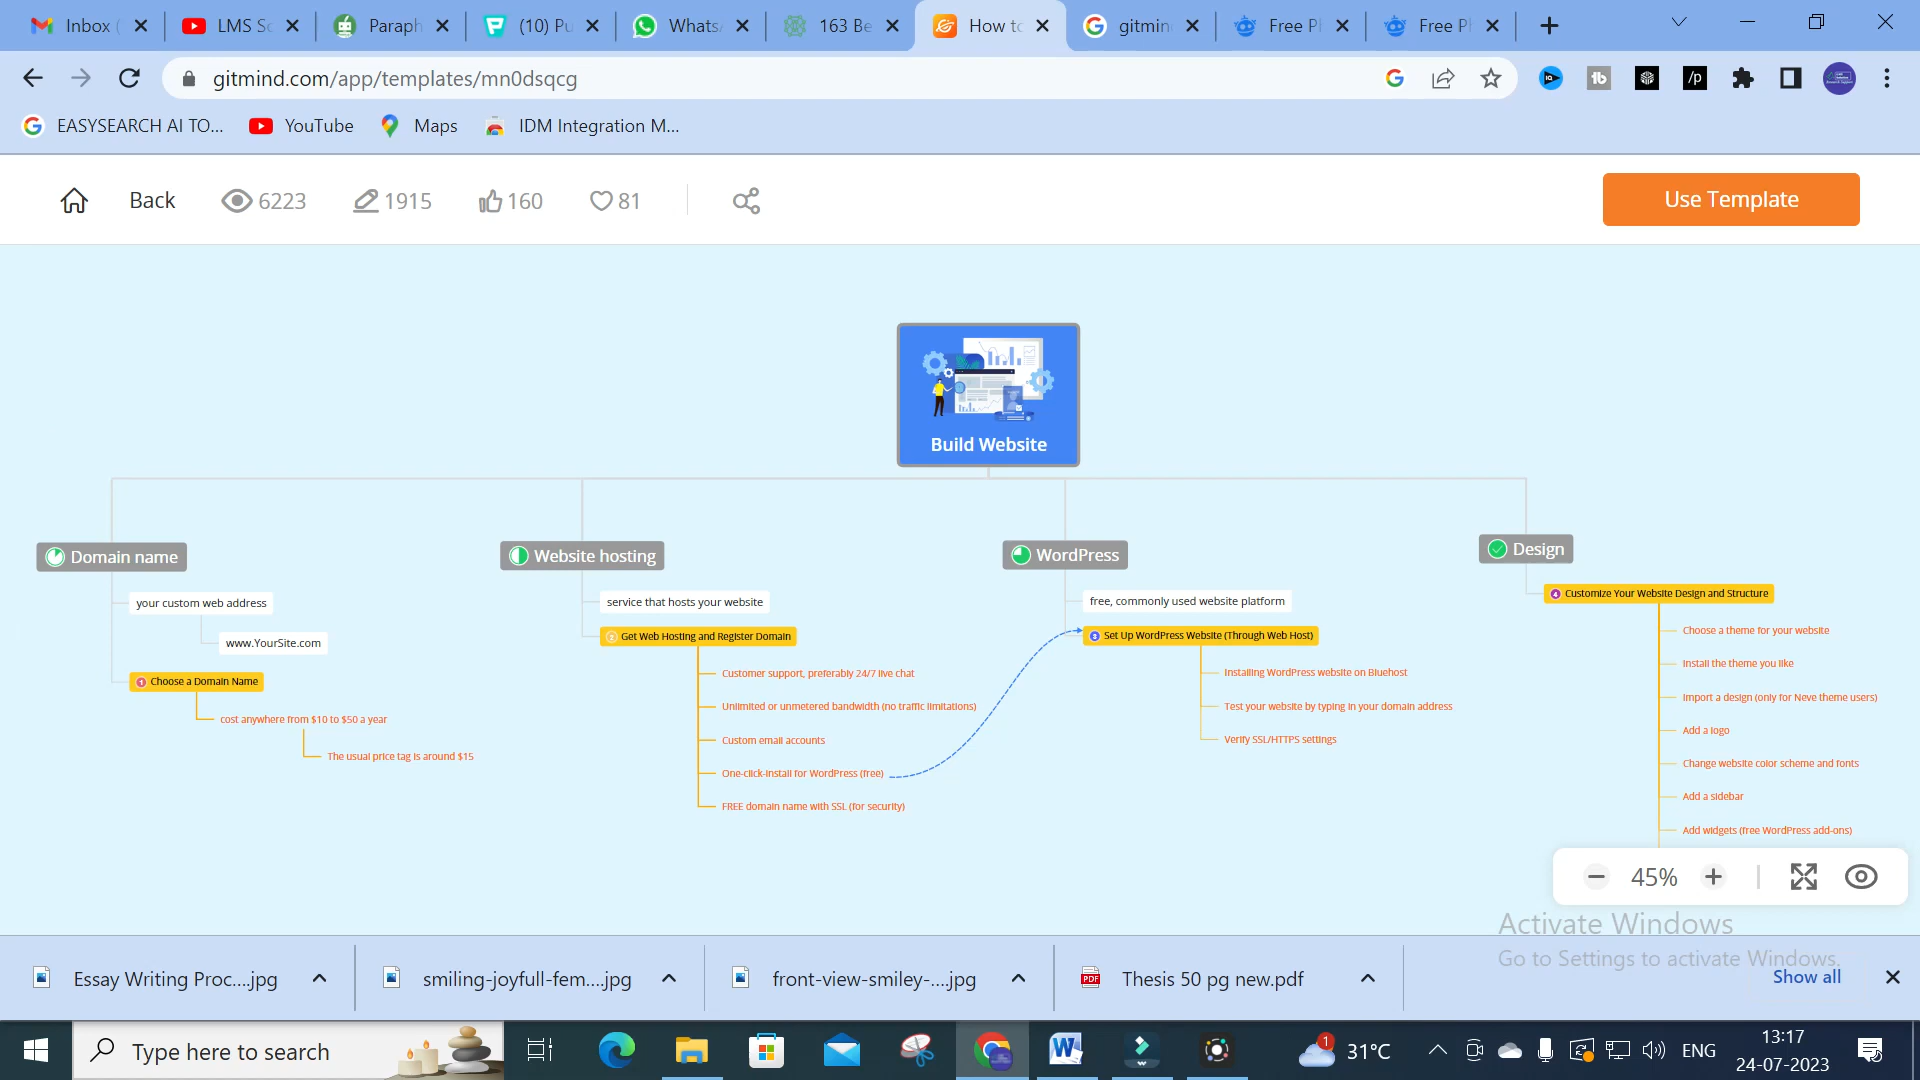 Inbox (
LMS Sc
Paraph
(10) Pu
Whats
163 Be
How to
gitmin
Free Pl
Free Pl
gitmind.com/app/templates/mn0dsqcg
EASYSEARCH AI TO...
YouTube
Maps
IDM Integration M...
Back
6223
1915
160
81
Use Template
Build Website
Domain name
your custom web address
www.YourSite.com
1 Choose a Domain Name
cost anywhere from $10 to $50 a year
The usual price tag is around $15
Website hosting
service that hosts your website
2 Get Web Hosting and Register Domain
Customer support, preferably 24/7 live chat
Unlimited or unmetered bandwidth (no traffic limitations)
Custom email accounts
One-click-install for WordPress (free)
FREE domain name with SSL (for security)
WordPress
free, commonly used website platform
3 Set Up WordPress Website (Through Web Host)
Installing WordPress website on Bluehost
Test your website by typing in your domain address
Verify SSL/HTTPS settings
Design
4 Customize Your Website Design and Structure
Choose a theme for your website
Install the theme you like
Import a design (only for Neve theme users)
Add a logo
Change website color scheme and fonts
Add a sidebar
Add widgets (free WordPress add-ons)
45%
Activate Windows
Go to Settings to activate Windows.
Essay Writing Proc....jpg
smiling-joyfull-fem....jpg
front-view-smiley-....jpg
PDF
Thesis 50 pg new.pdf
Show all
Type here to search
1
31°C
ENG
13:17
24-07-2023